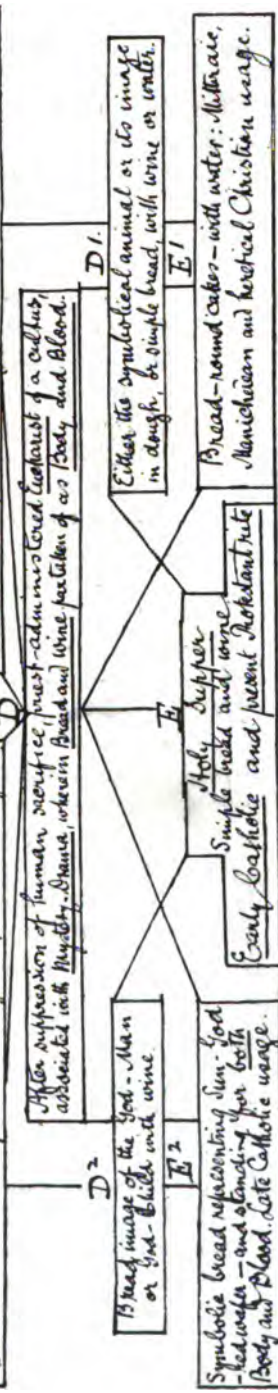 D
After suppression of human sacrifice, priest-administered Eucharist of a cultus,
associated with Mystery-Drama, wherein Bread and Wine partaken of as Body and Blood.
D²
Bread image of the God-Man
or God-Child with wine.
D¹.
Either the symbolical animal or its image
in dough, or simple bread, with wine or water.
E²
Symbolic bread representing Sun-God
wafer—and standing for both
Body and Blood. Late Catholic usage.
E
Holy Supper
Simple bread and wine
Early Catholic and present Protestant rite
E¹
Bread-round cakes—with water: Mithraic,
Manichæan and heretical Christian usage.